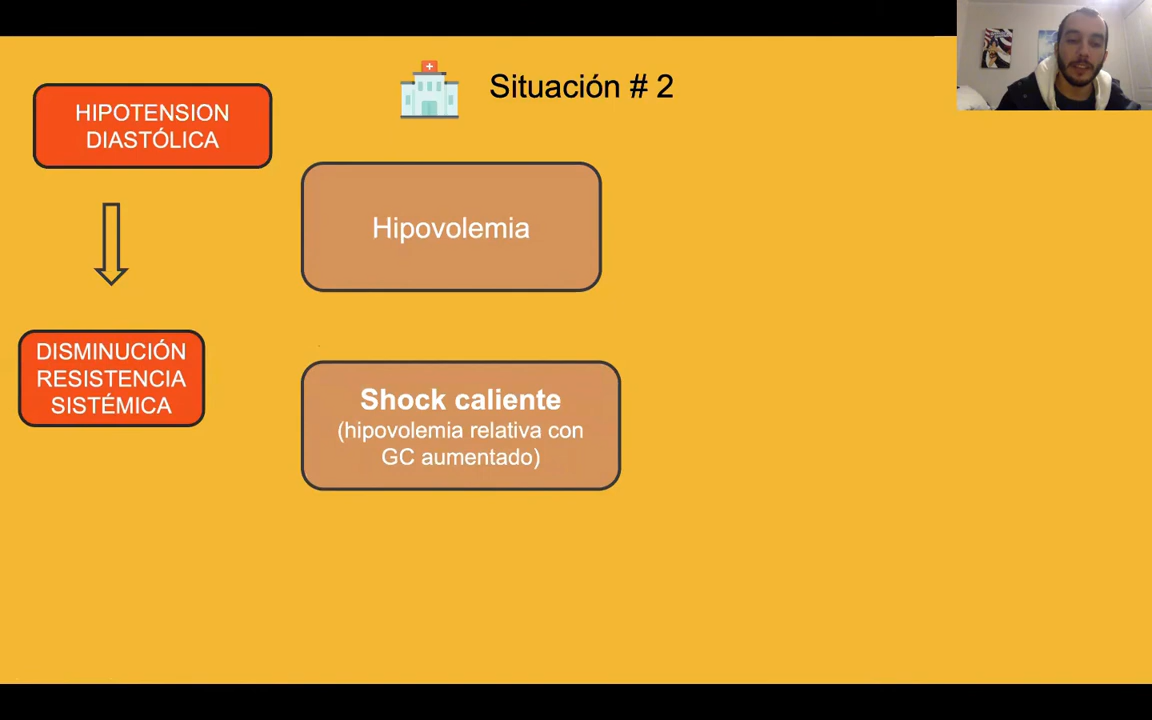 Situación # 2
HIPOTENSION
DIASTÓLICA
Hipovolemia
DISMINUCIÓN
RESISTENCIA
SISTÉMICA
Shock caliente
(hipovolemia relativa con
GC aumentado)